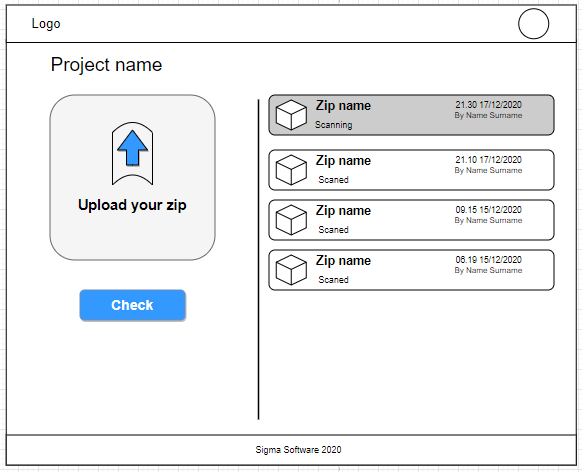 Logo
Project name
Upload your zip
Check
Zip name
21.30 17/12/2020
By Name Surname
Scanning
Zip name
21.10 17/12/2020
By Name Surname
Scaned
Zip name
09.15 15/12/2020
By Name Surname
Scaned
Zip name
06.19 15/12/2020
By Name Surname
Scaned
Sigma Software 2020